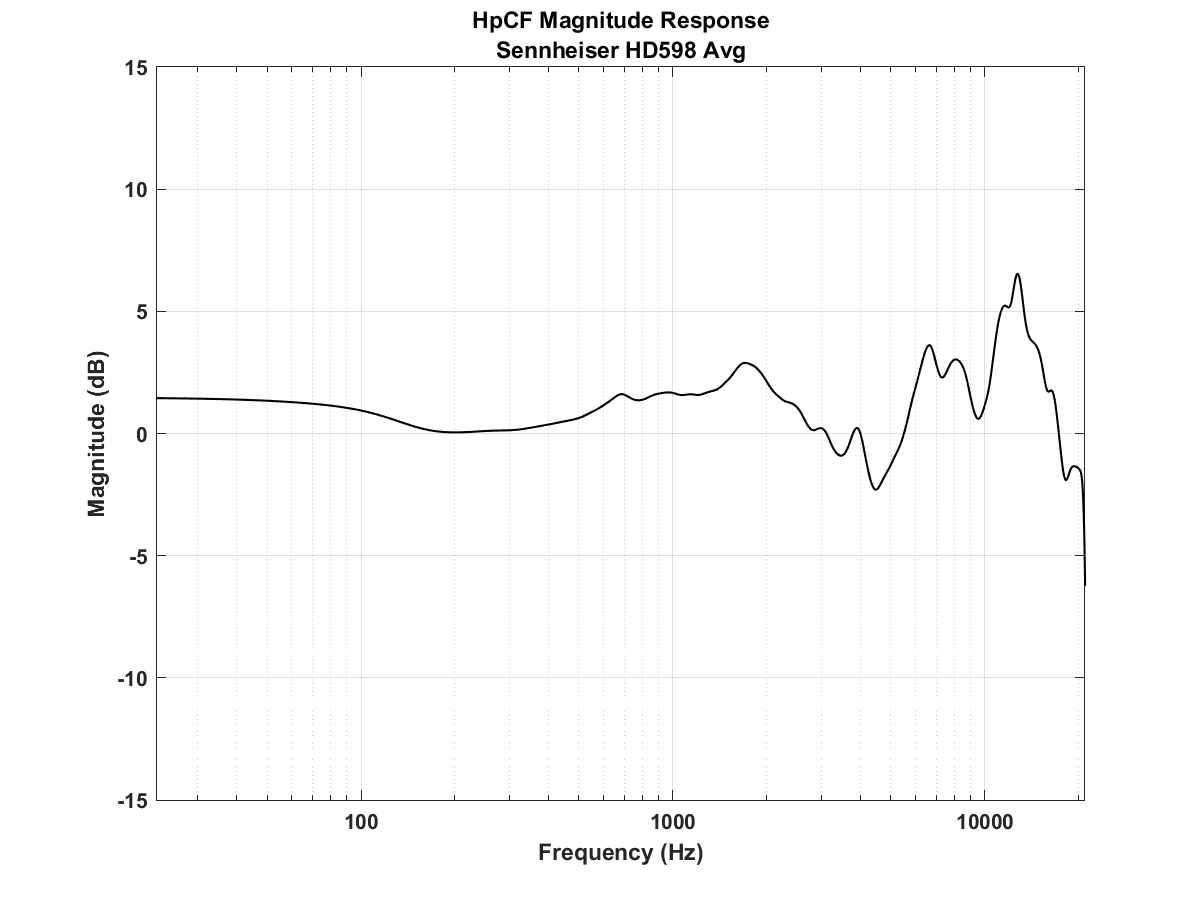 HpCF Magnitude Response
Sennheiser HD598 Avg
15
10
5
0
-5
-10
-15
Magnitude (dB)
100 1000 10000
Frequency (Hz)